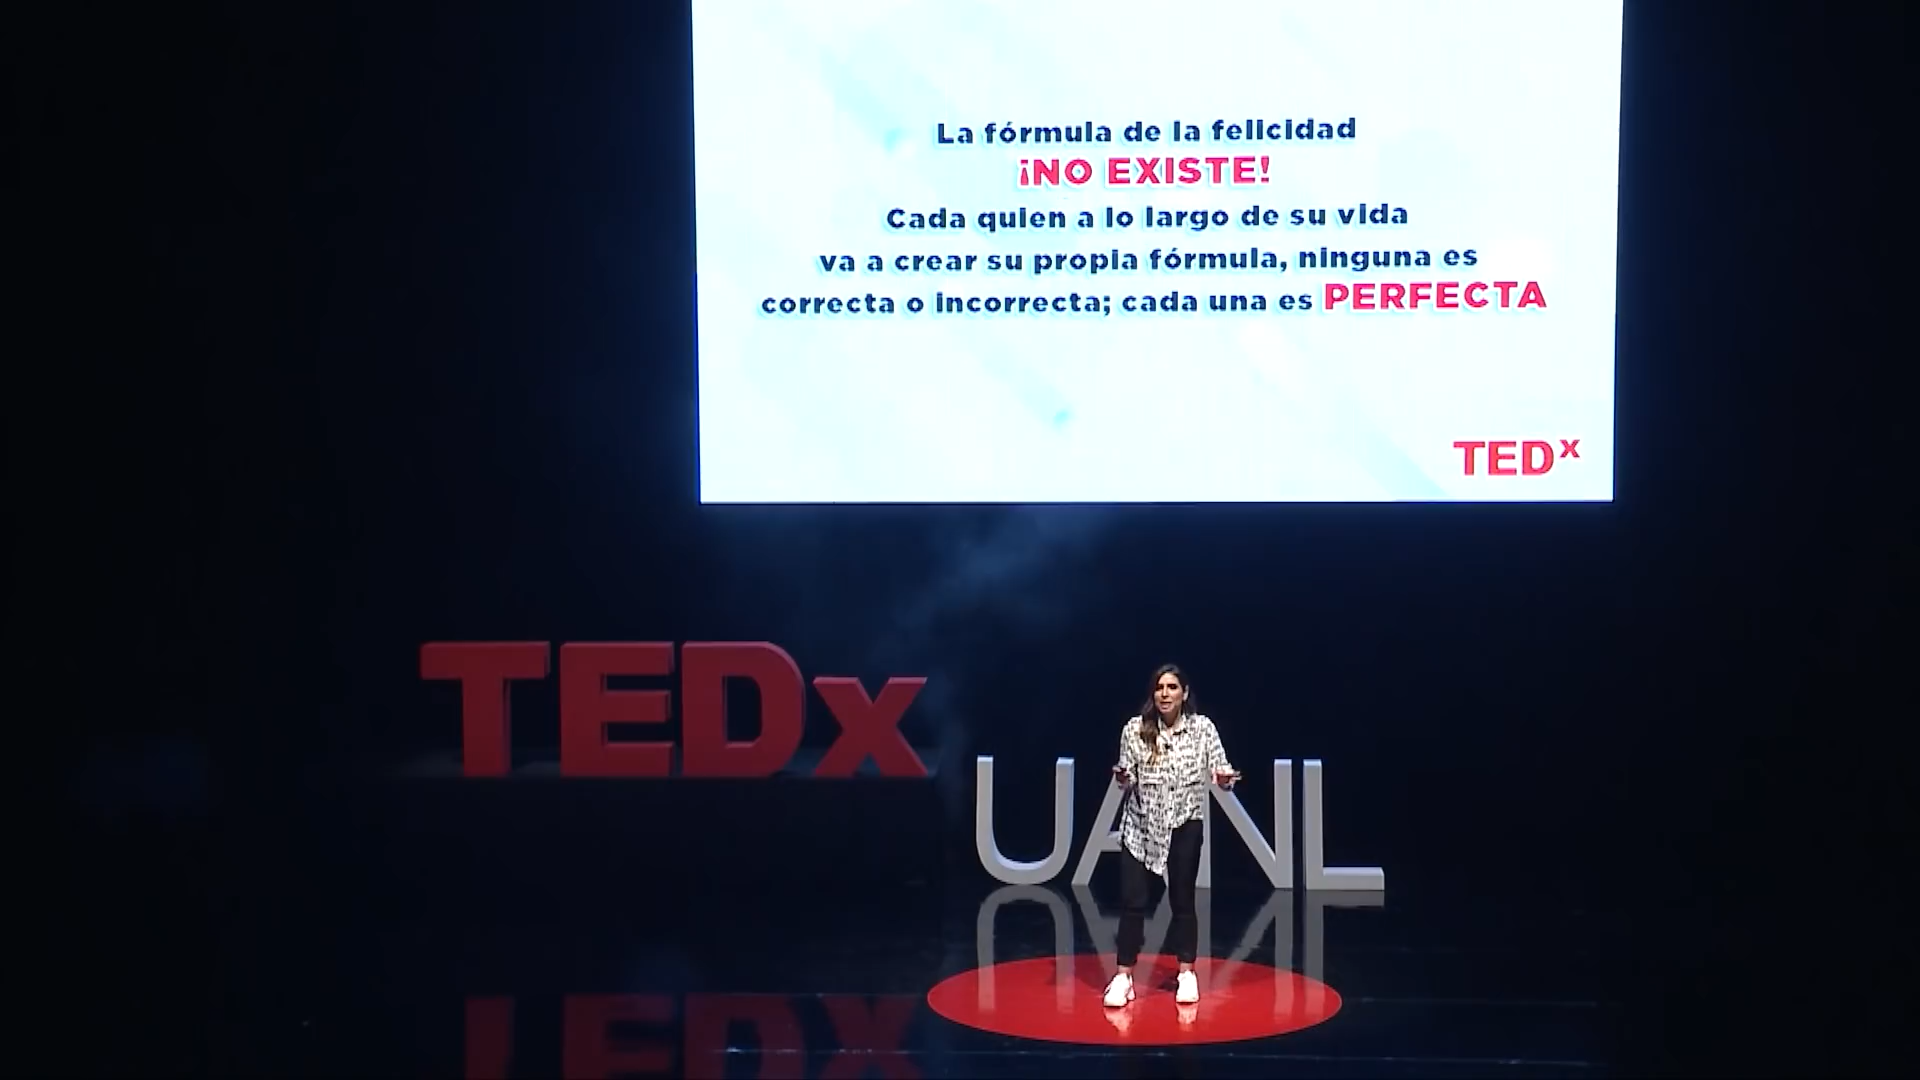 La fórmula de la felicidad
¡NO EXISTE!
Cada quien a lo largo de su vida
va a crear su propia fórmula, ninguna es
correcta o incorrecta; cada una es PERFECTA
TEDx
TEDx
UANL